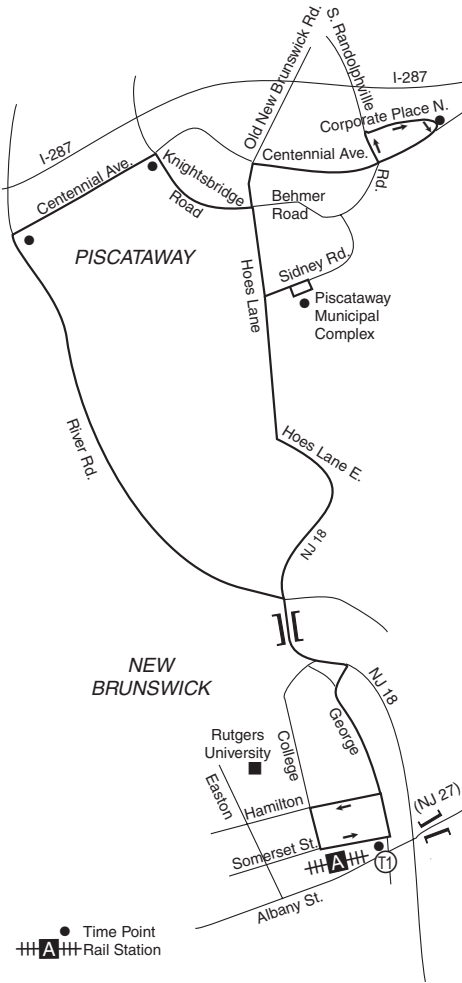 Old New Brunswick Rd.
S. Randolphville
Rd.
I-287
Corporate Place N.
I-287
Centennial Ave.
Centennial Ave.
Knightsbridge
Road
Behmer
Road
PISCATAWAY
Hoes Lane
Sidney Rd.
Piscataway
Municipal
Complex
River Rd.
Hoes Lane E.
NJ 18
NEW
BRUNSWICK
NJ 18
George
College
Rutgers
University
Easton
Hamilton
(NJ 27)
Somerset St.
A
T1
Albany St.
Time Point
A Rail Station